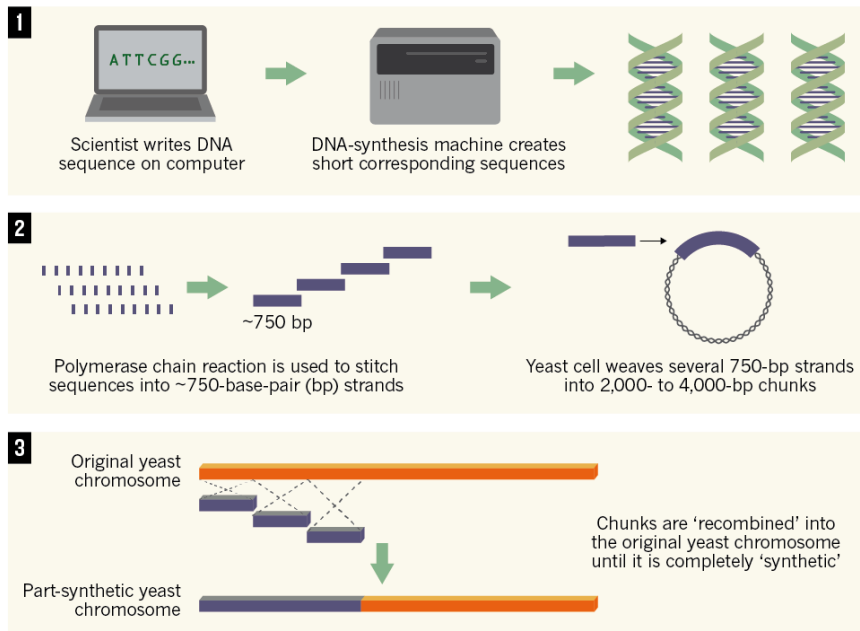 1
ATTCGG...
Scientist writes DNA
sequence on computer
DNA-synthesis machine creates
short corresponding sequences
2
~750 bp
Polymerase chain reaction is used to stitch
sequences into ~750-base-pair (bp) strands
Yeast cell weaves several 750-bp strands
into 2,000- to 4,000-bp chunks
3
Original yeast
chromosome
Chunks are ‘recombined’ into
the original yeast chromosome
until it is completely ‘synthetic’
Part-synthetic yeast
chromosome